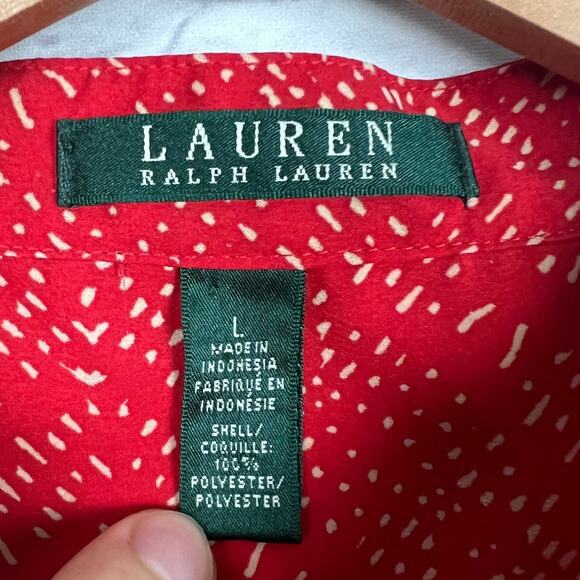 LAUREN
RALPH LAUREN
L
MADE IN
INDONESIA
FABRIQUÉ EN
INDONÉSIE
SHELL/
COQUILLE:
100%
POLYESTER/
POLYESTER